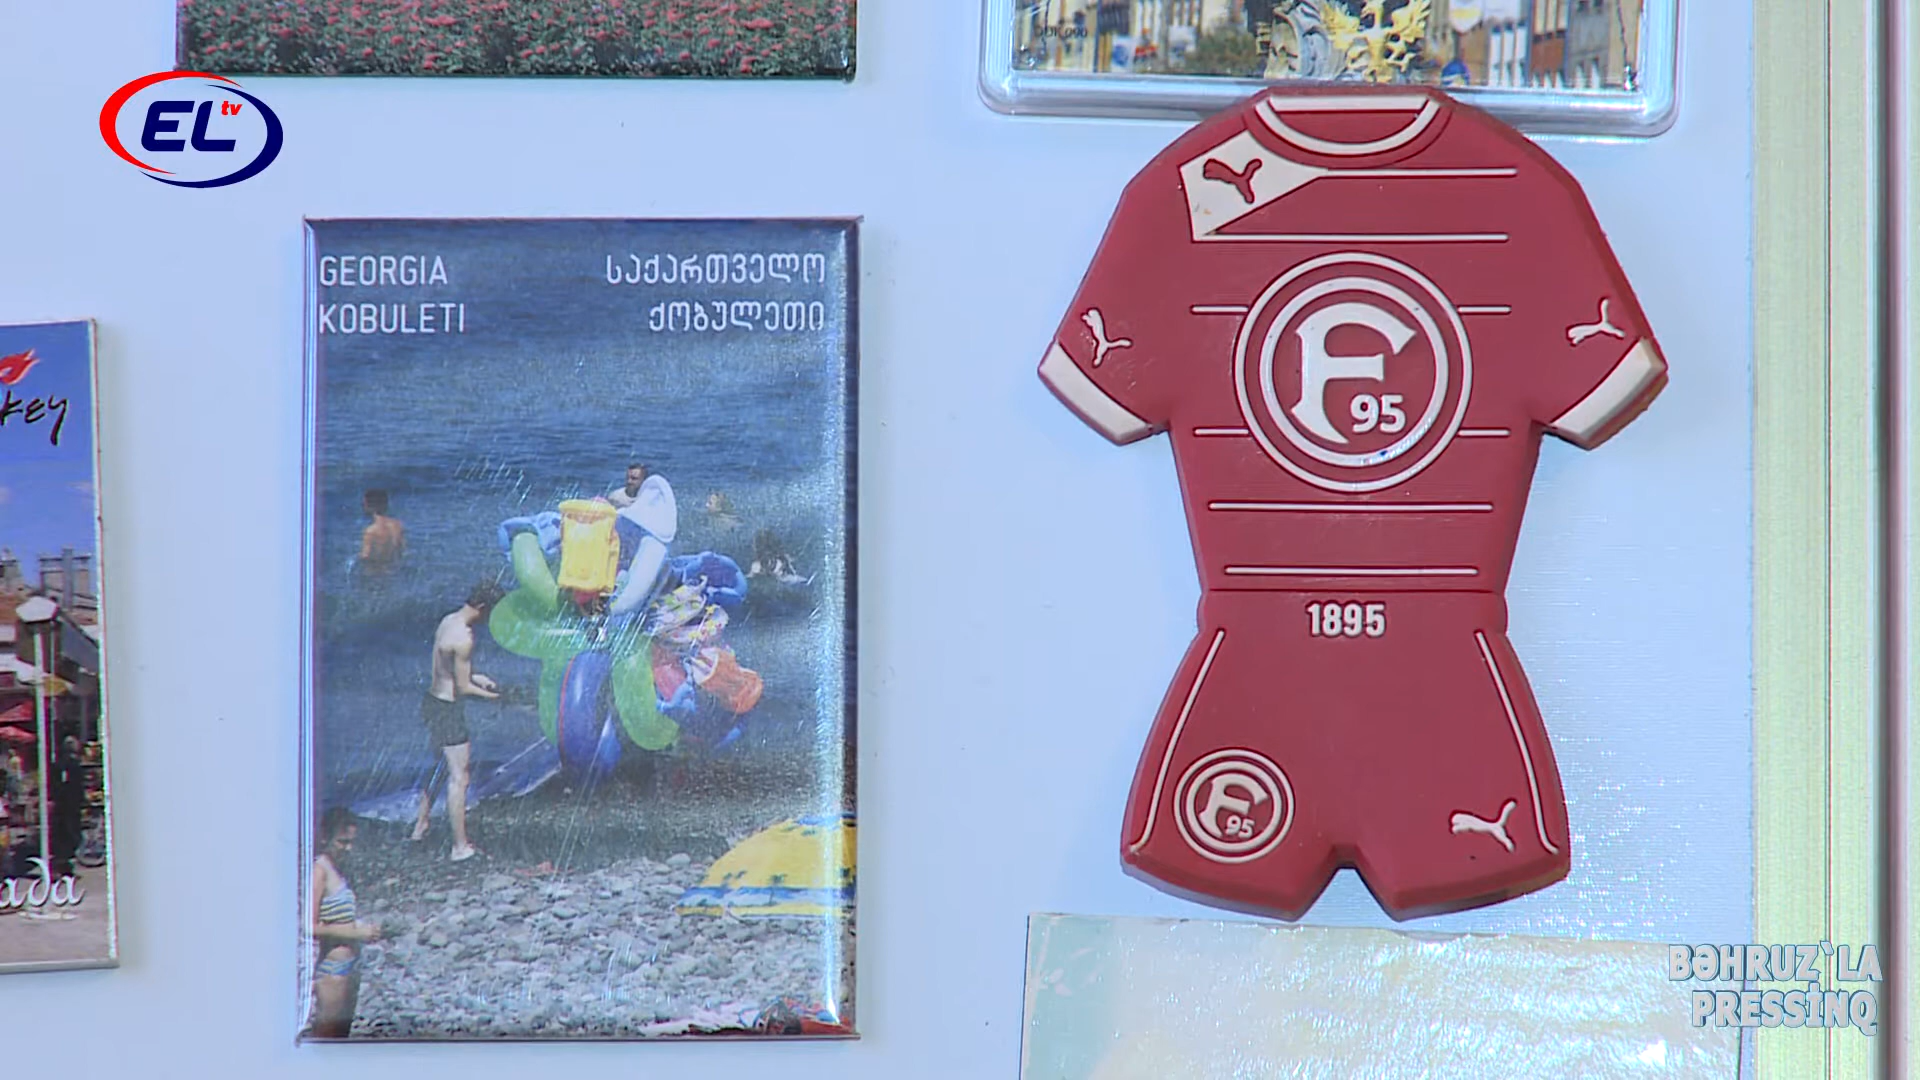 EL tv
GEORGIA
KOBULETI
საქართველო
ქობულეთი
F
95
1895
F
95
BƏHRUZ`LA
PRESSİNQ